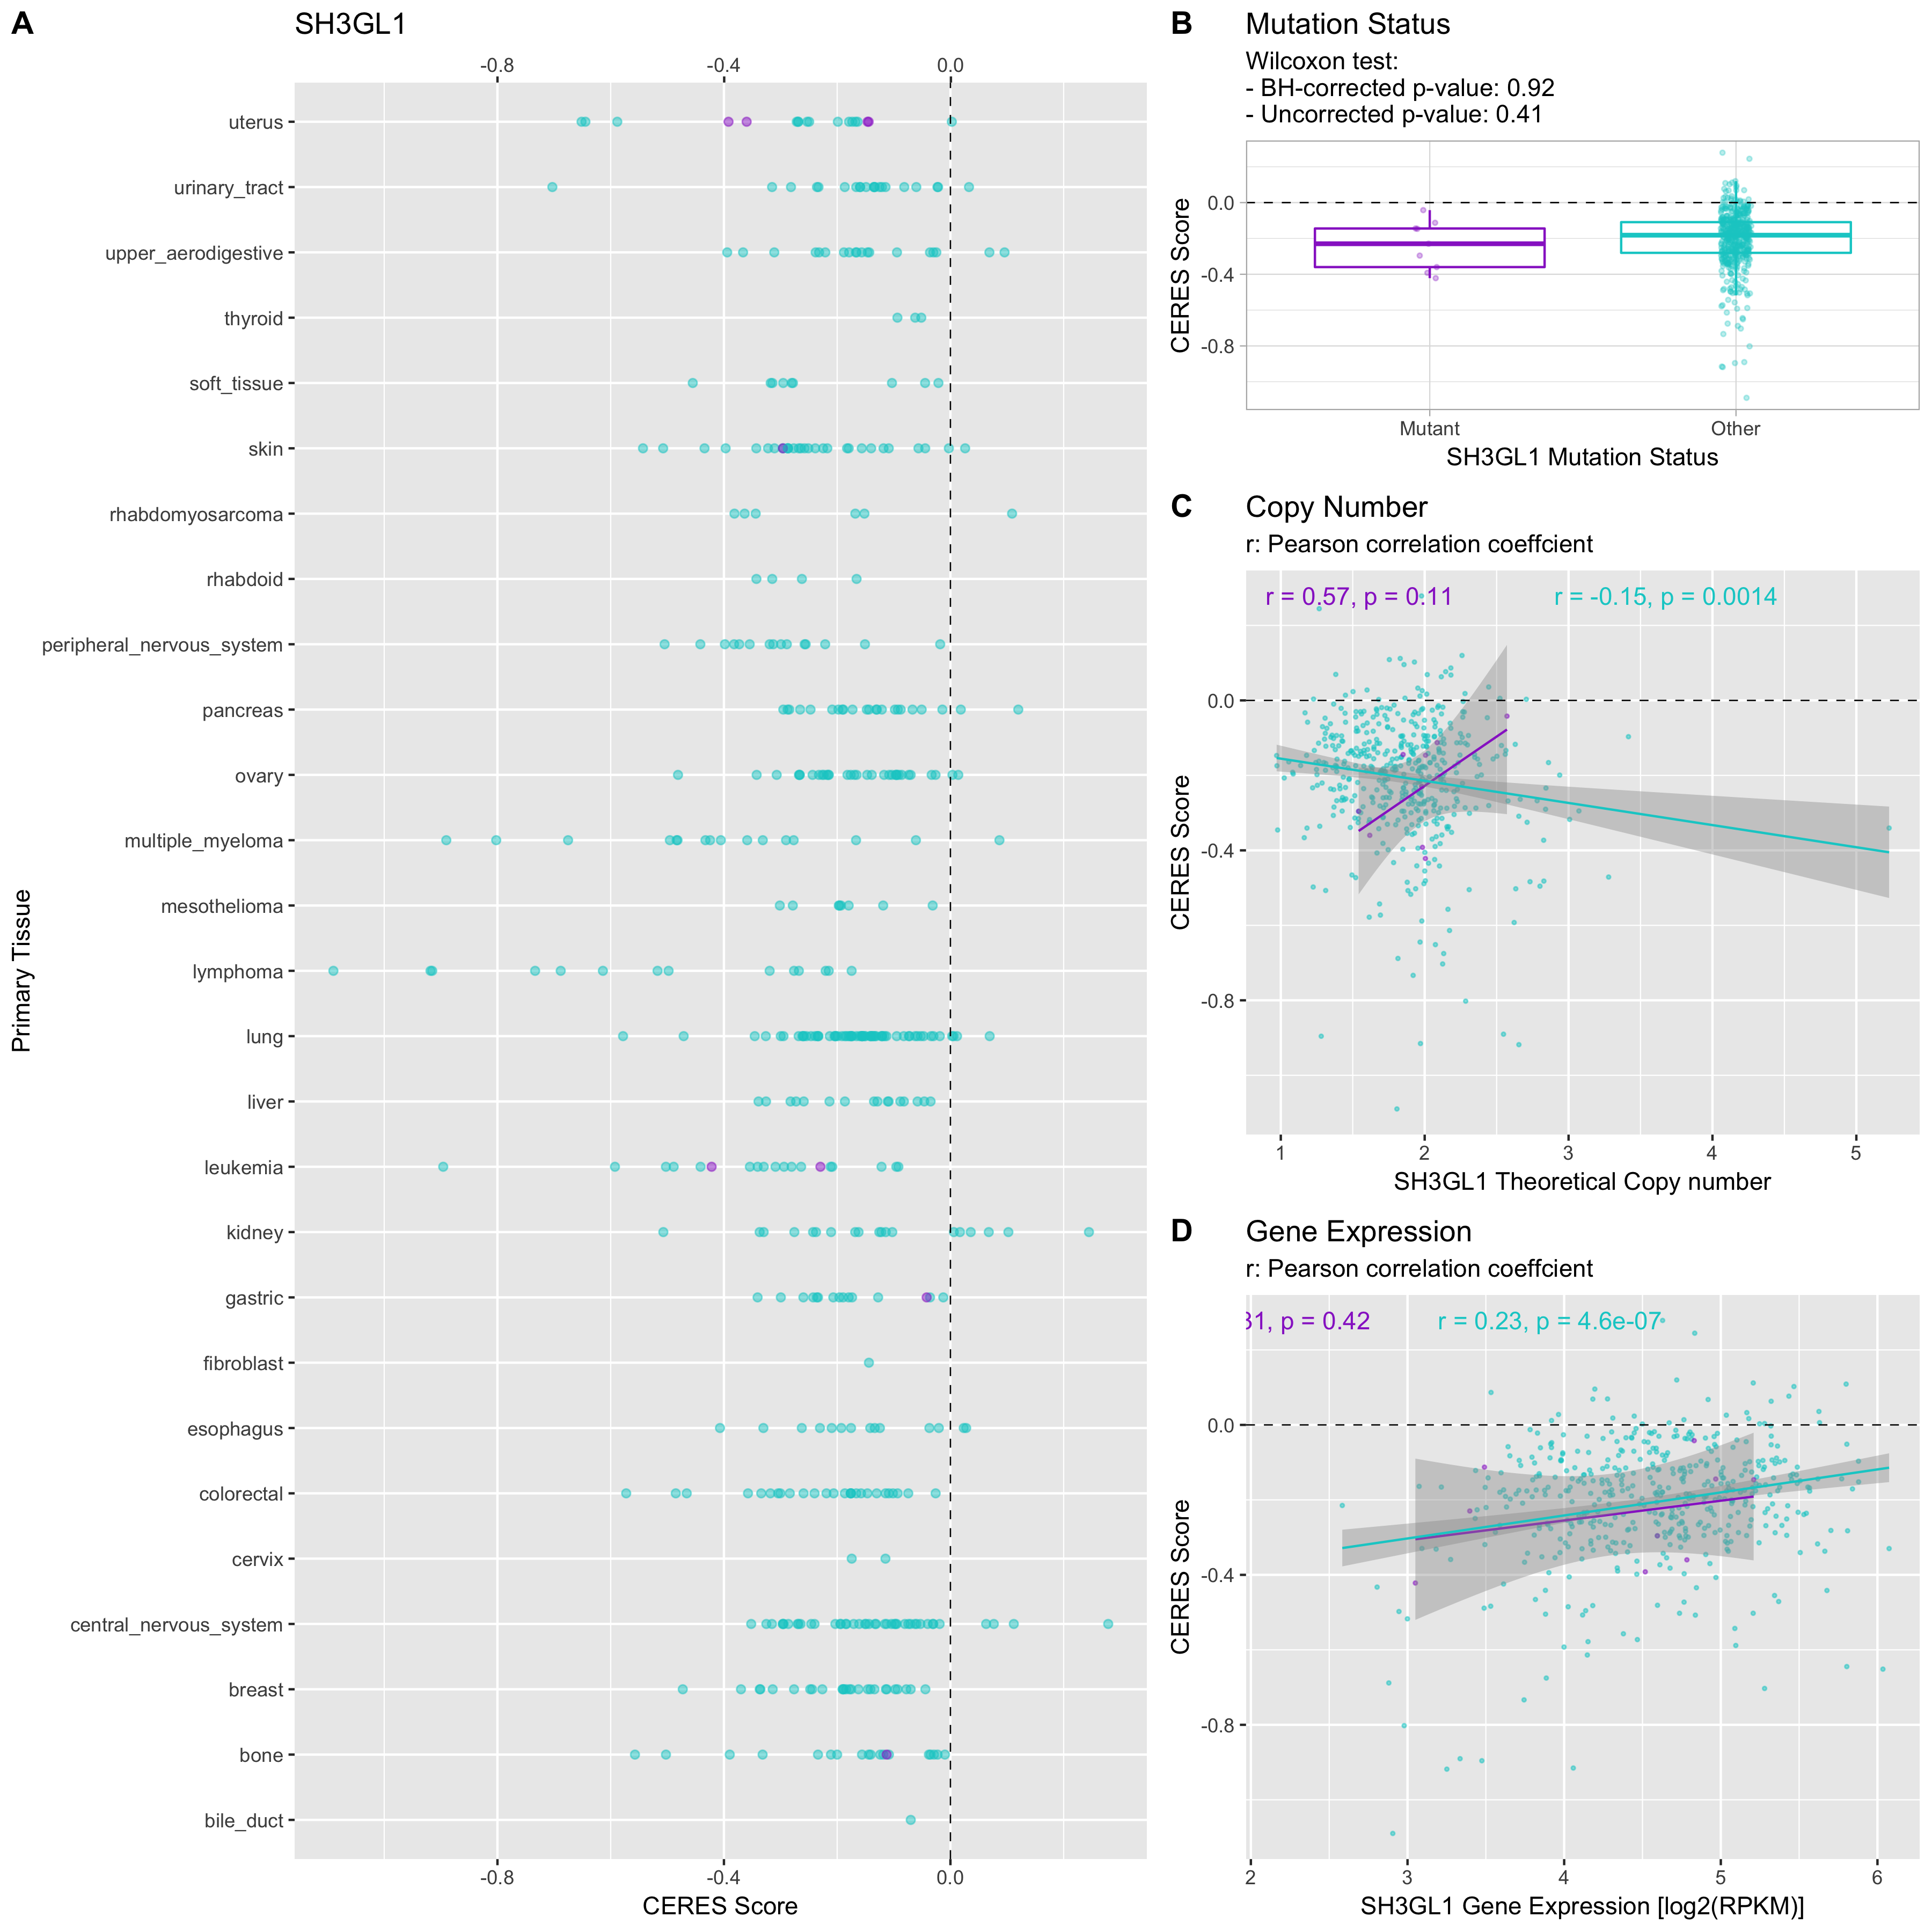 A
SH3GL1
-0.8
-0.4
0.0
uterus
urinary_tract
upper_aerodigestive
thyroid
soft_tissue
skin
rhabdomyosarcoma
rhabdoid
peripheral_nervous_system
pancreas
ovary
multiple_myeloma
mesothelioma
lymphoma
lung
liver
leukemia
kidney
gastric
fibroblast
esophagus
colorectal
cervix
central_nervous_system
breast
bone
bile_duct
Primary Tissue
-0.8
-0.4
0.0
CERES Score
B
Mutation Status
Wilcoxon test:
- BH-corrected p-value: 0.92
- Uncorrected p-value: 0.41
0.0
-0.4
-0.8
CERES Score
Mutant
Other
SH3GL1 Mutation Status
C
Copy Number
r: Pearson correlation coeffcient
r = 0.57, p = 0.11
r = -0.15, p = 0.0014
0.0
-0.4
-0.8
CERES Score
1
2
3
4
5
SH3GL1 Theoretical Copy number
D
Gene Expression
r: Pearson correlation coeffcient
31, p = 0.42
r = 0.23, p = 4.6e-07
0.0
-0.4
-0.8
CERES Score
2
3
4
5
6
SH3GL1 Gene Expression [log2(RPKM)]